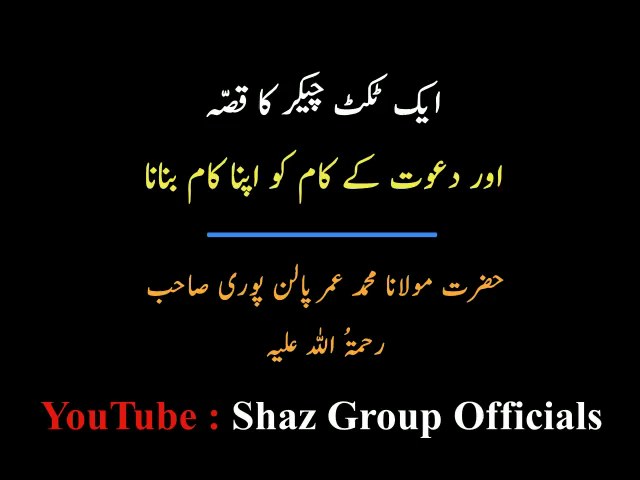 ایک ٹکٹ چیکر کا قصّہ
اور دعوت کے کام کو اپنا کام بنانا
حضرت مولانا محمد عمر پالن پوری صاحب
رحمۃُ اللہ علیہ
YouTube : Shaz Group Officials